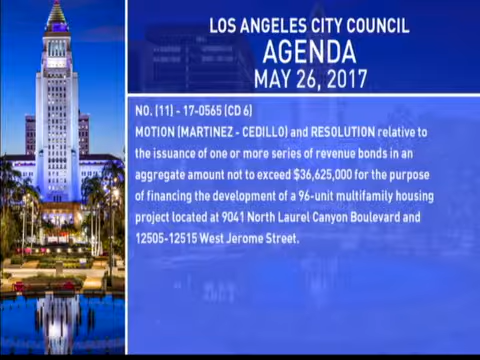 LOS ANGELES CITY COUNCIL
AGENDA
MAY 26, 2017
NO. (11) - 17-0565 (CD 6)
MOTION (MARTINEZ - CEDILLO) and RESOLUTION relative to
the issuance of one or more series of revenue bonds in an
aggregate amount not to exceed $36,625,000 for the purpose
of financing the development of a 96-unit multifamily housing
project located at 9041 North Laurel Canyon Boulevard and
12505-12515 West Jerome Street.